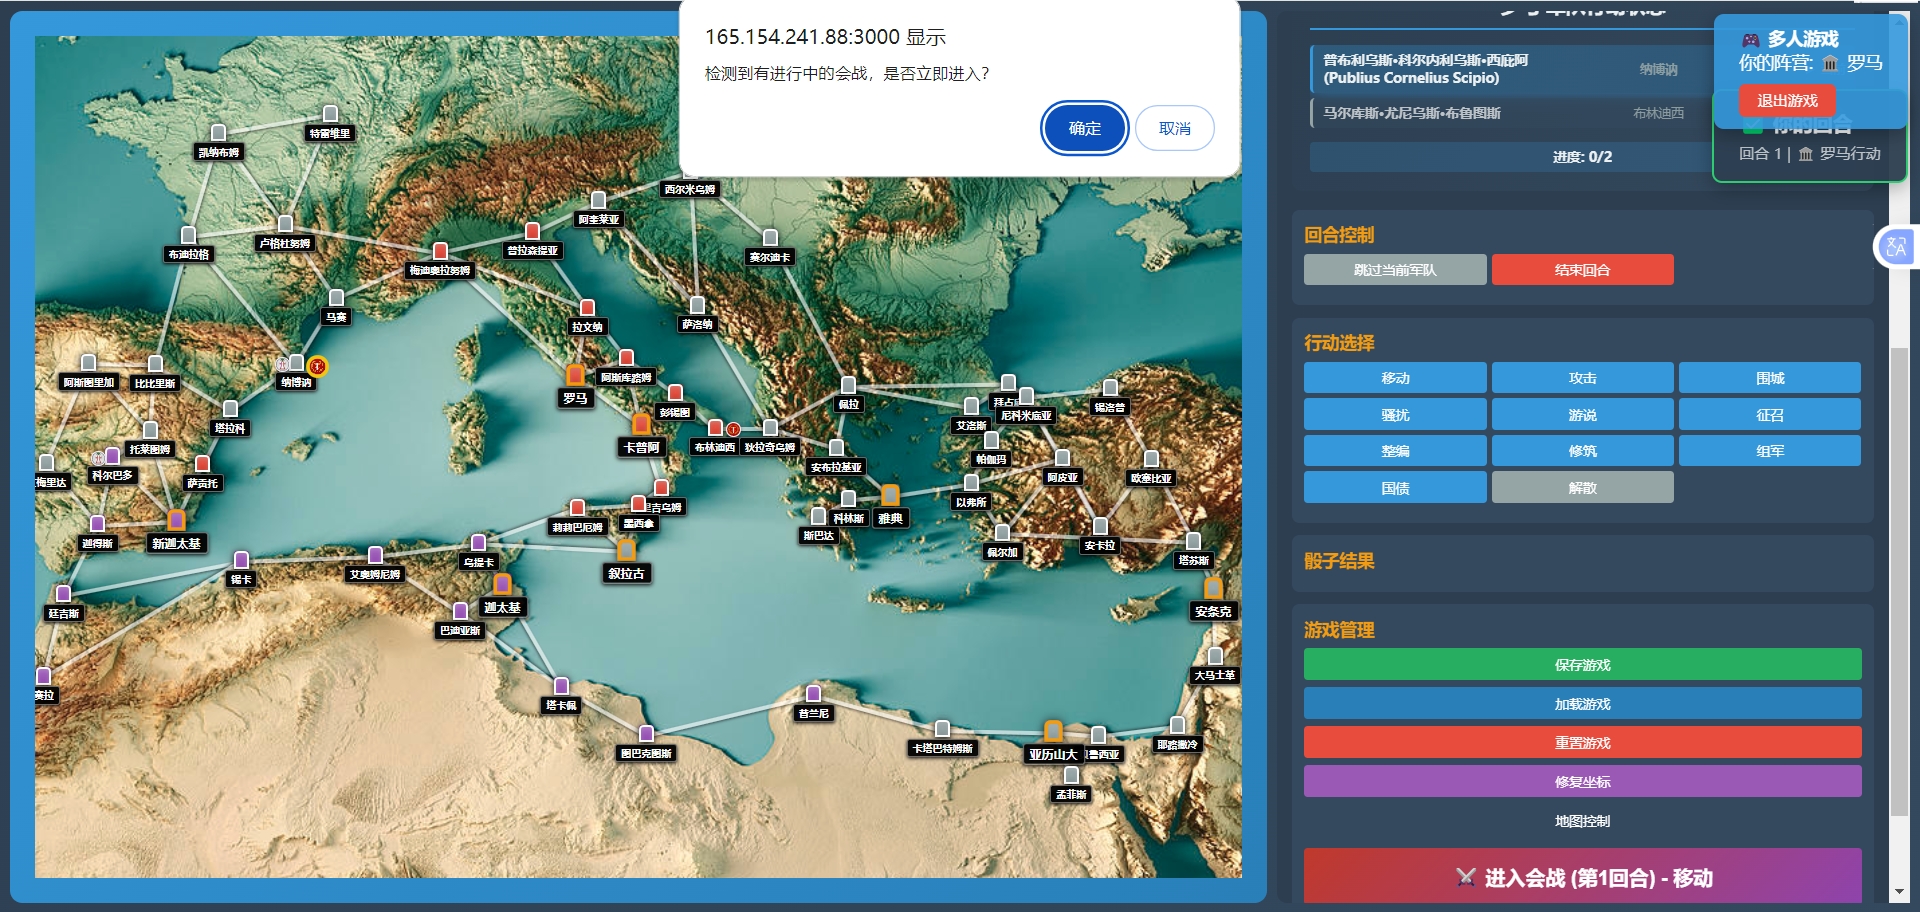 165.154.241.88:3000 显示
检测到有进行中的会战，是否立即进入？
确定
取消
特雷维里
凯纳布姆
西尔米乌姆
阿奎莱亚
卢格杜努姆
布迪拉格
普拉森提亚
梅迪奥拉努姆
赛尔迪卡
马赛
拉文纳
萨洛纳
纳博讷
阿斯图里加
比比里斯
阿斯库路姆
罗马
佩拉
尼科米底亚
锡洛普
塔拉科
彭锡图
艾洛斯
托莱图姆
卡普阿
布林迪西
狄拉奇乌姆
安布拉基亚
帕伽玛
科尔巴多
梅里达
萨贡托
阿皮亚
欧塞比亚
以弗所
里吉乌姆
墨西拿
莉莉巴厄姆
科林斯
雅典
斯巴达
迦得斯
新迦太基
佩尔加
安卡拉
塔苏斯
乌提卡
叙拉古
锡卡
艾奥姆尼姆
迦太基
廷吉斯
巴迪亚斯
安条克
大马士革
赛拉
塔卡佩
昔兰尼
图巴克图斯
卡塔巴特姆斯
亚历山大
鲁西亚
耶路撒冷
孟菲斯
普布利乌斯•科尔内利乌斯•西庇阿
(Publius Cornelius Scipio)
纳博讷
马尔库斯•尤尼乌斯•布鲁图斯
布林迪西
进度: 0/2
多人游戏
你的阵营: 罗马
退出游戏
你的回合
回合 1 | 罗马行动
回合控制
跳过当前军队
结束回合
行动选择
移动
攻击
围城
骚扰
游说
征召
整编
修筑
组军
国债
解散
骰子结果
游戏管理
保存游戏
加载游戏
重置游戏
修复坐标
地图控制
进入会战 (第1回合) - 移动